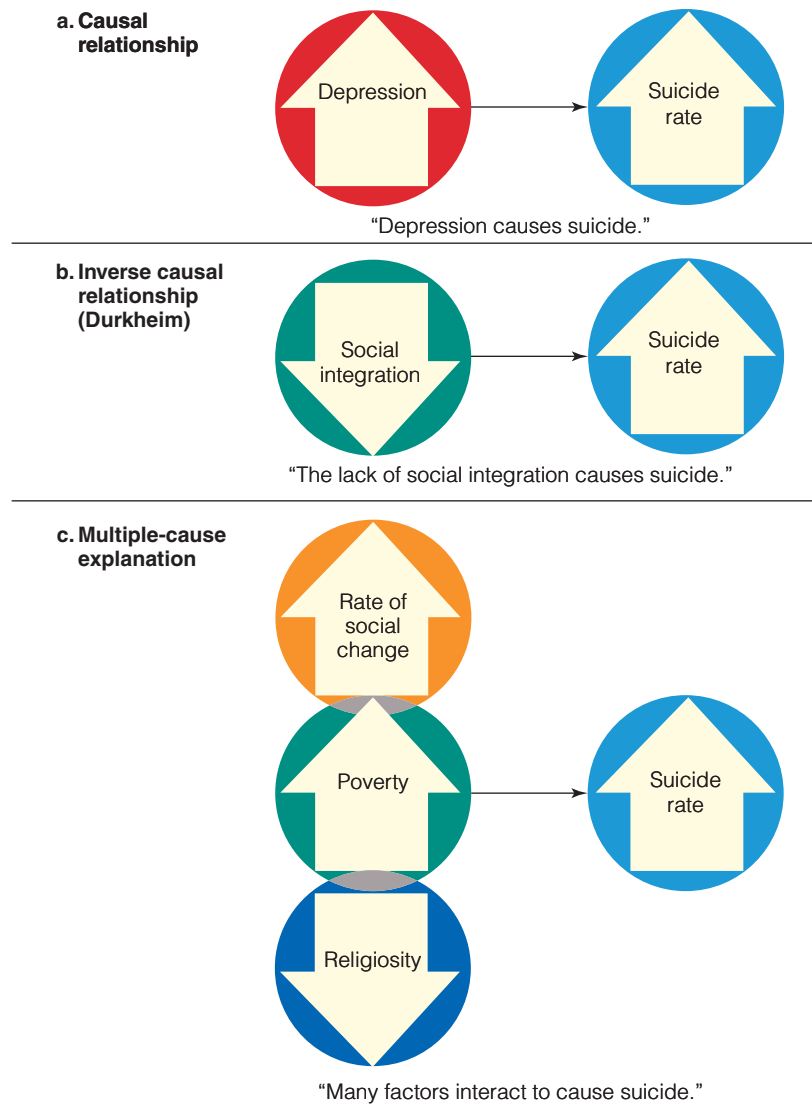 a. Causal
relationship
Depression
Suicide
rate
“Depression causes suicide.”
b. Inverse causal
relationship
(Durkheim)
Social
integration
Suicide
rate
“The lack of social integration causes suicide.”
c. Multiple-cause
explanation
Rate of
social
change
Poverty
Suicide
rate
Religiosity
“Many factors interact to cause suicide.”